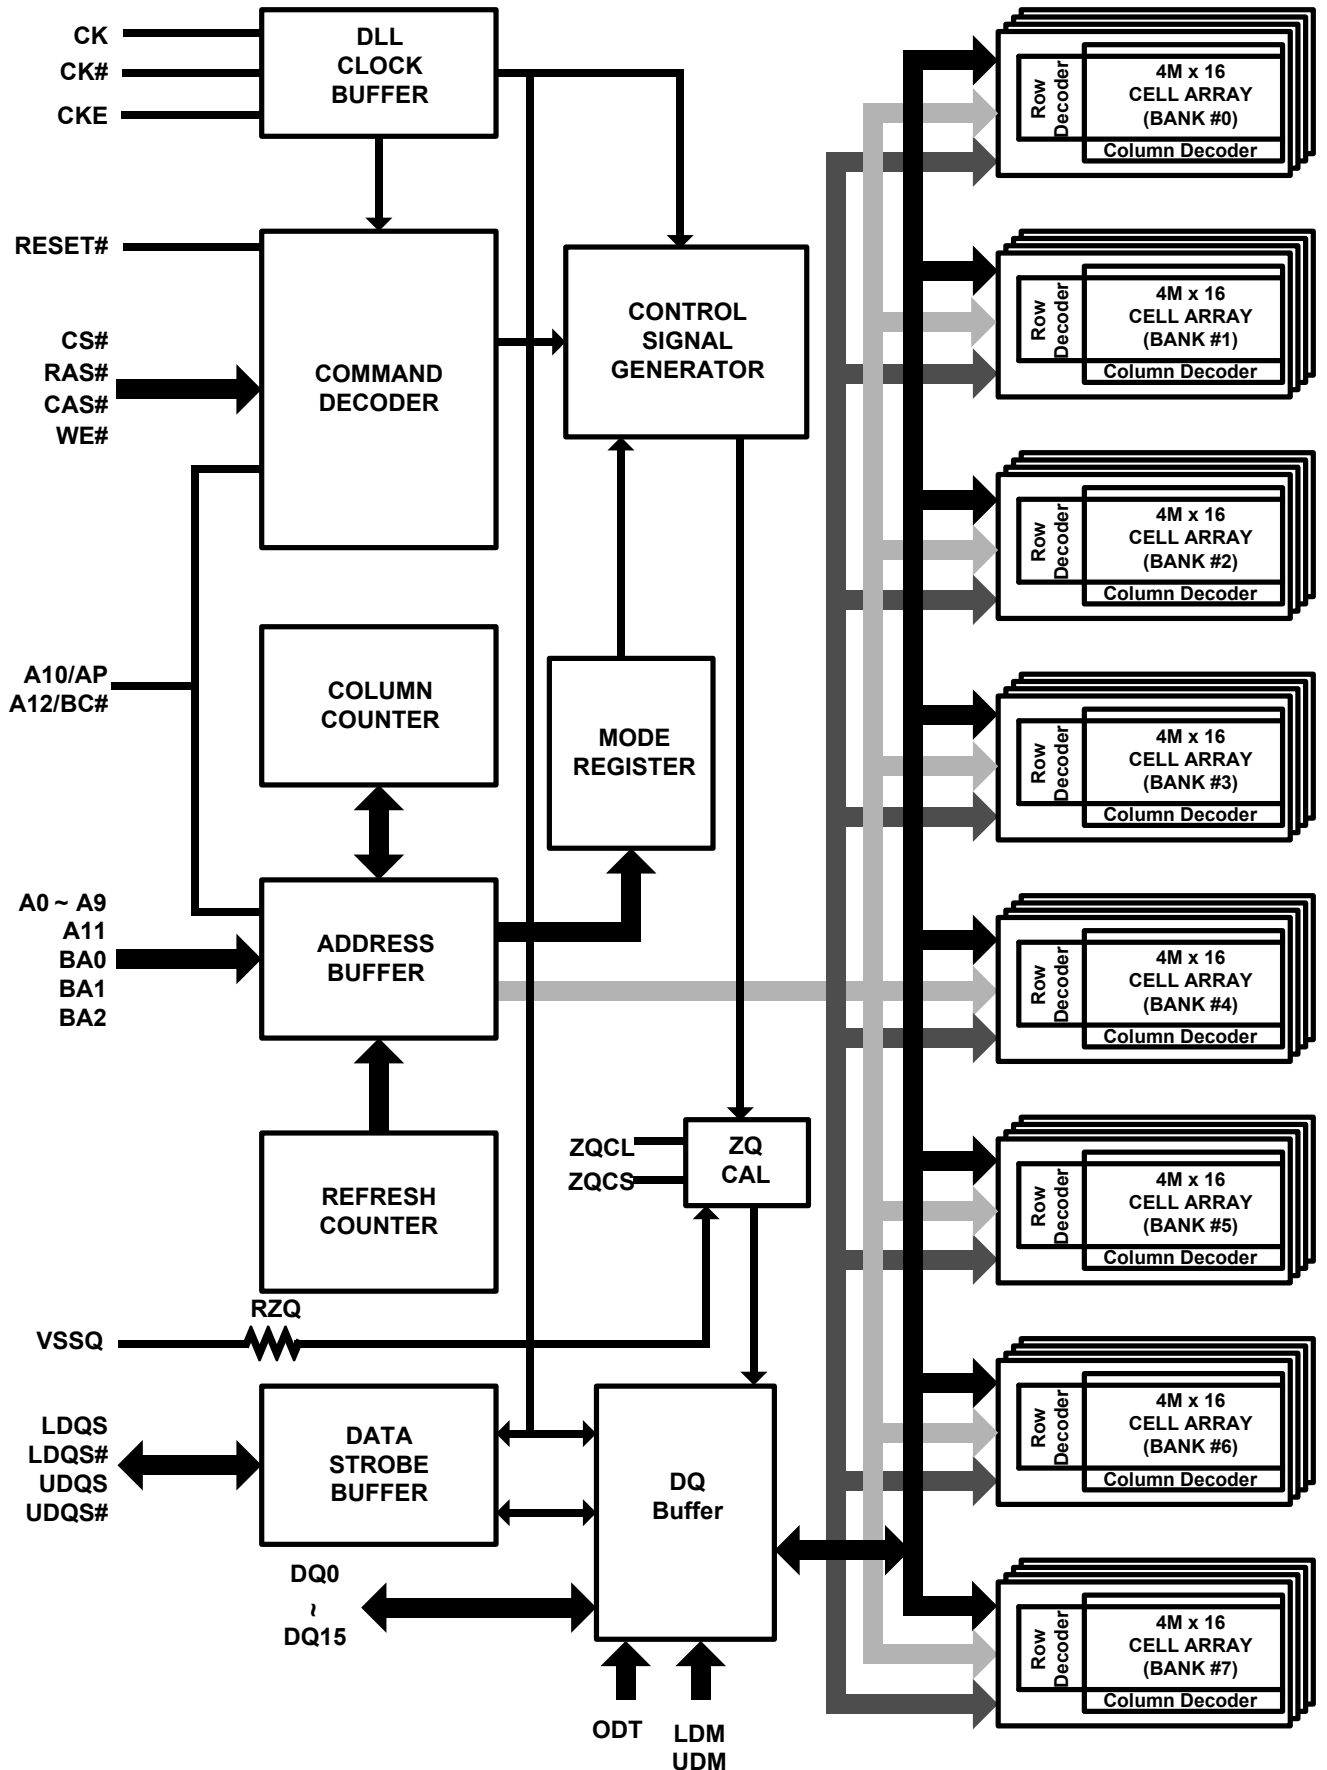 CK
CK#
CKE
DLL
CLOCK
BUFFER
RESET#
CS#
RAS#
CAS#
WE#
COMMAND
DECODER
CONTROL
SIGNAL
GENERATOR
A10/AP
A12/BC#
COLUMN
COUNTER
MODE
REGISTER
A0 ~ A9
A11
BA0
BA1
BA2
ADDRESS
BUFFER
REFRESH
COUNTER
ZQCL
ZQCS
ZQ
CAL
RZQ
VSSQ
LDQS
LDQS#
UDQS
UDQS#
DATA
STROBE
BUFFER
DQ
Buffer
DQ0
~
DQ15
ODT
LDM
UDM
Row
Decoder
4M x 16
CELL ARRAY
(BANK #0)
Column Decoder
Row
Decoder
4M x 16
CELL ARRAY
(BANK #1)
Column Decoder
Row
Decoder
4M x 16
CELL ARRAY
(BANK #2)
Column Decoder
Row
Decoder
4M x 16
CELL ARRAY
(BANK #3)
Column Decoder
Row
Decoder
4M x 16
CELL ARRAY
(BANK #4)
Column Decoder
Row
Decoder
4M x 16
CELL ARRAY
(BANK #5)
Column Decoder
Row
Decoder
4M x 16
CELL ARRAY
(BANK #6)
Column Decoder
Row
Decoder
4M x 16
CELL ARRAY
(BANK #7)
Column Decoder